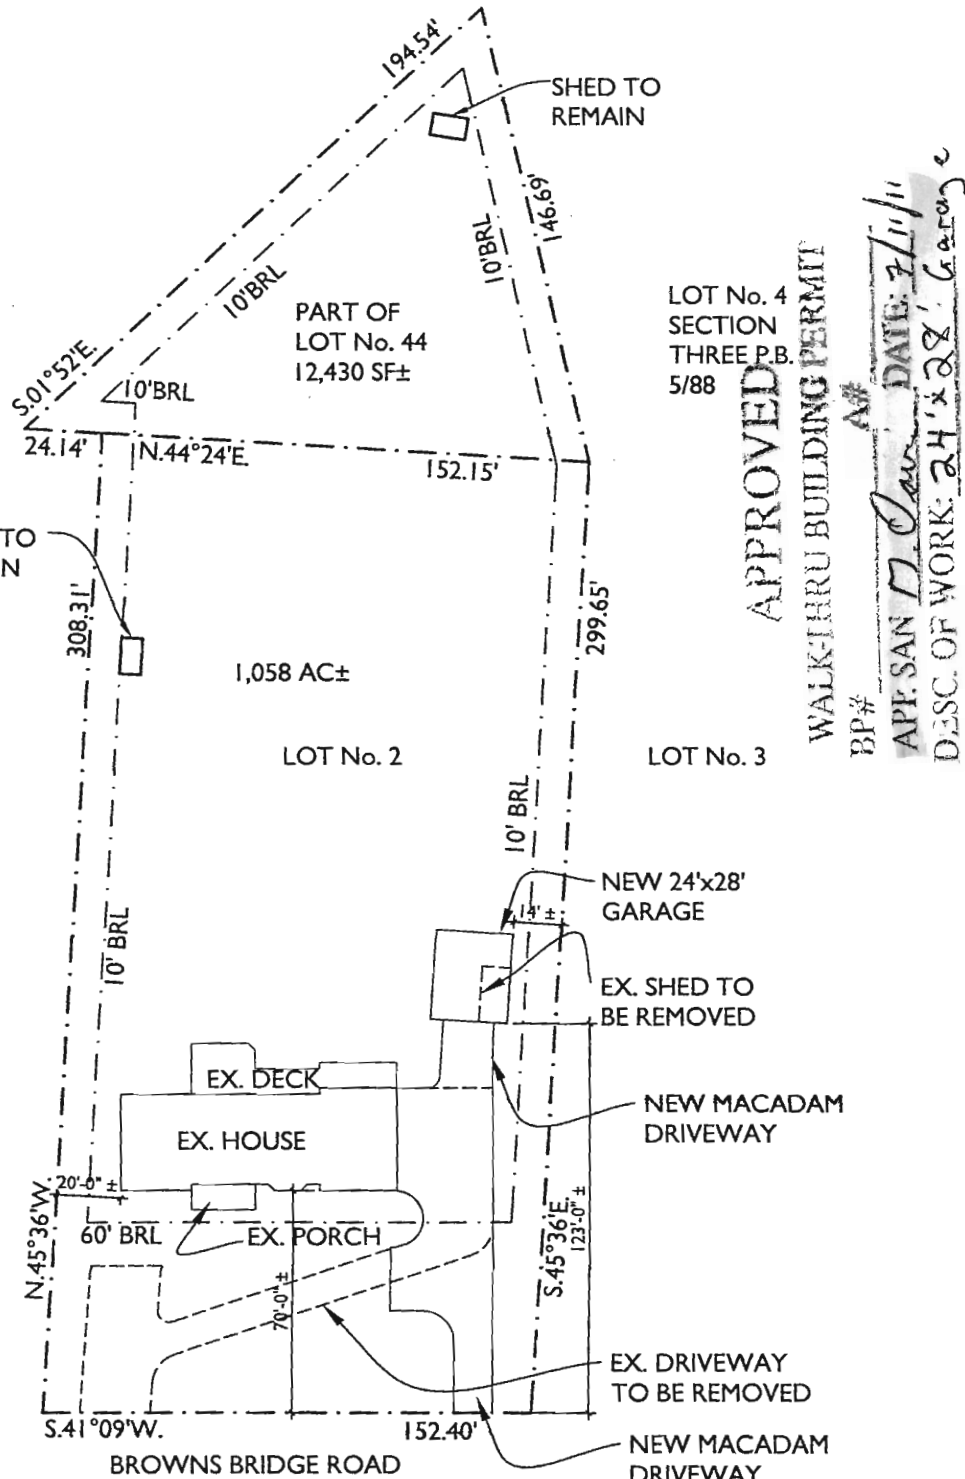 194.54'
SHED TO
REMAIN
146.69'
10'BRL
10'BRL
PART OF
LOT No. 44
12,430 SF±
LOT No. 4
SECTION
THREE P.B.
5/88
S.01°52'E.
10'BRL
24.14'
N.44°24'E.
152.15'
TO
N
308.31'
299.65'
1,058 AC±
LOT No. 2
LOT No. 3
10' BRL
10' BRL
NEW 24'x28'
GARAGE
14' ±
EX. SHED TO
BE REMOVED
EX. DECK
EX. HOUSE
NEW MACADAM
DRIVEWAY
20'-0" ±
N.45°36'W.
60' BRL
EX. PORCH
70'-0" ±
S.45°36'E.
123'-0" ±
EX. DRIVEWAY
TO BE REMOVED
S.41°09'W.
152.40'
NEW MACADAM
DRIVEWAY
BROWNS BRIDGE ROAD
APPROVED
WALK-THRU BUILDING PERMIT
BP# A#
APP. SAN DATE: 7/11/11
DESC. OF WORK: 24'x28' Garage